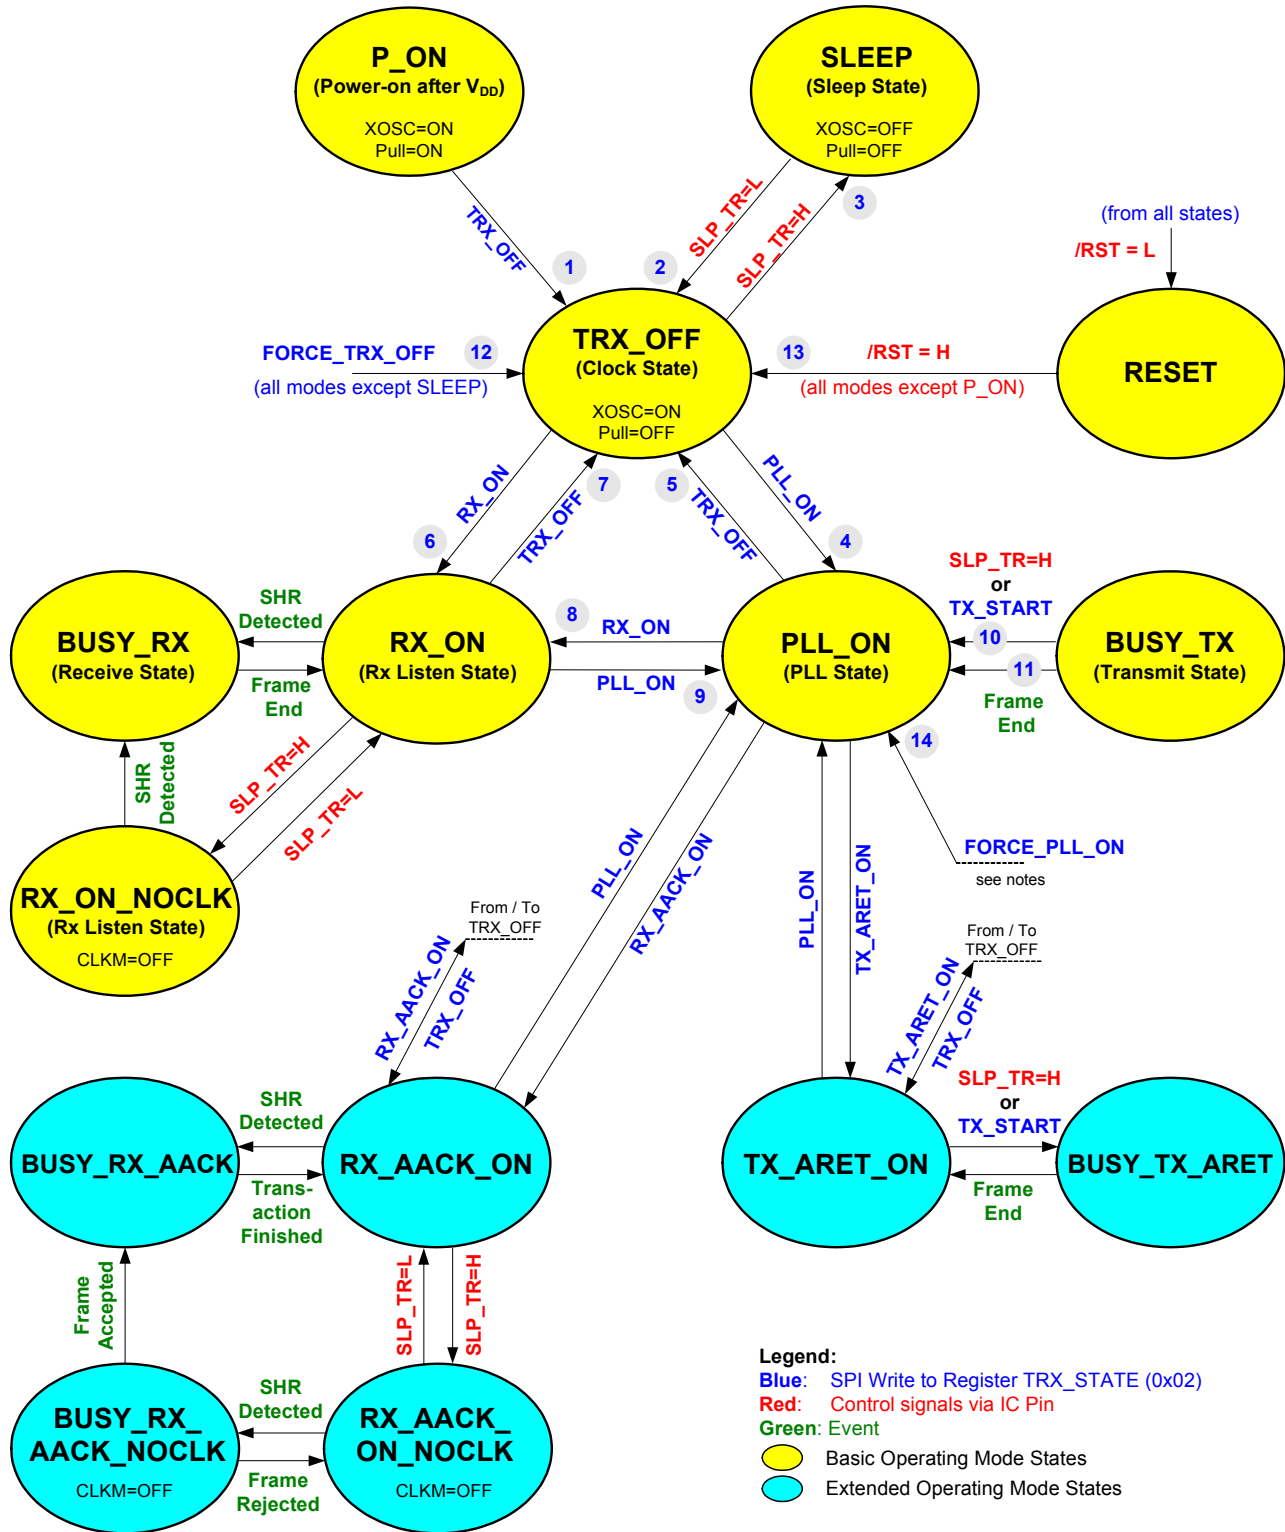 P_ON
(Power-on after VDD)
XOSC=ON
Pull=ON
SLEEP
(Sleep State)
XOSC=OFF
Pull=OFF
TRX_OFF
1
SLP_TR=L
2
SLP_TR=H
3
(from all states)
/RST = L
FORCE_TRX_OFF
12
(all modes except SLEEP)
TRX_OFF
(Clock State)
XOSC=ON
Pull=OFF
13
/RST = H
(all modes except P_ON)
RESET
RX_ON
6
TRX_OFF
7
5
TRX_OFF
PLL_ON
4
BUSY_RX
(Receive State)
SHR
Detected
Frame
End
RX_ON
(Rx Listen State)
8
RX_ON
PLL_ON
9
PLL_ON
(PLL State)
SLP_TR=H
or
TX_START
10
11
Frame
End
BUSY_TX
(Transmit State)
14
FORCE_PLL_ON
see notes
SHR
Detected
SLP_TR=H
SLP_TR=L
RX_ON_NOCLK
(Rx Listen State)
CLKM=OFF
PLL_ON
RX_AACK_ON
PLL_ON
TX_ARET_ON
From / To
TRX_OFF
RX_AACK_ON
TRX_OFF
From / To
TRX_OFF
TX_ARET_ON
TRX_OFF
BUSY_RX_AACK
SHR
Detected
Trans-
action
Finished
RX_AACK_ON
TX_ARET_ON
SLP_TR=H
or
TX_START
Frame
End
BUSY_TX_ARET
Frame
Accepted
SLP_TR=L
SLP_TR=H
BUSY_RX_
AACK_NOCLK
CLKM=OFF
SHR
Detected
Frame
Rejected
RX_AACK_
ON_NOCLK
CLKM=OFF
Legend:
Blue: SPI Write to Register TRX_STATE (0x02)
Red: Control signals via IC Pin
Green: Event
Basic Operating Mode States
Extended Operating Mode States